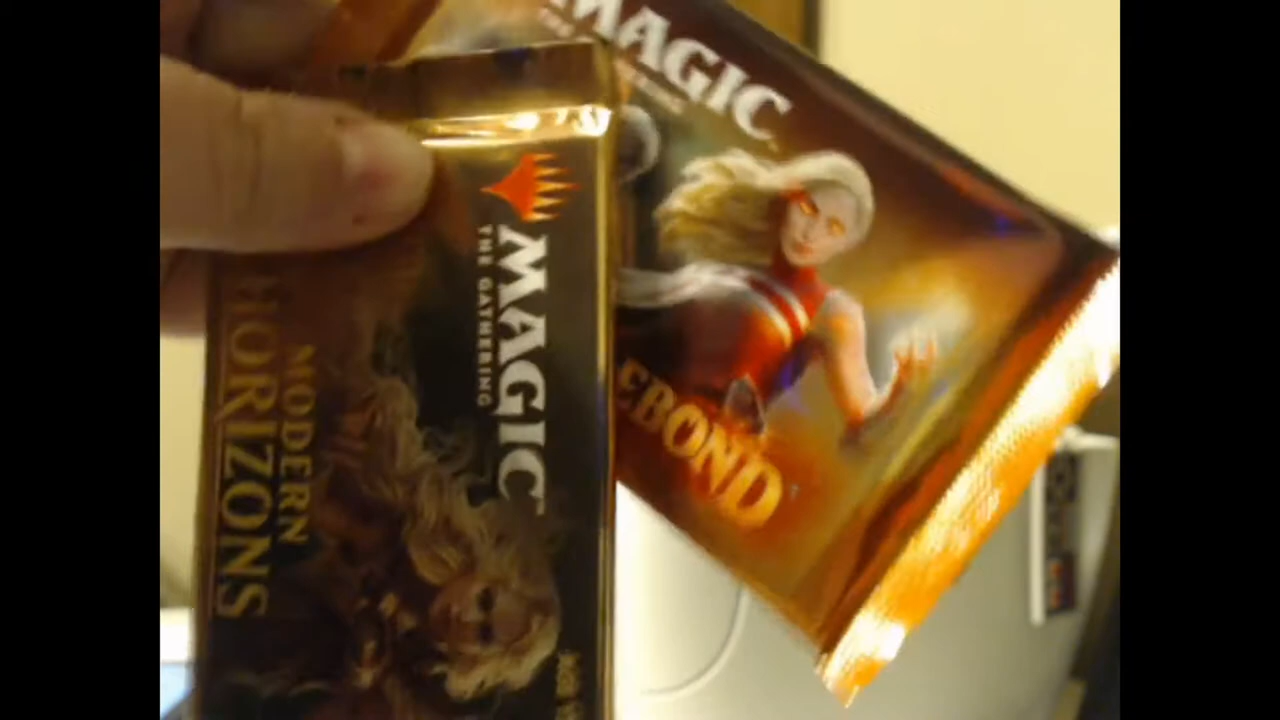 MAGIC
EBOND
MAGIC
THE GATHERING
MODERN
HORIZONS